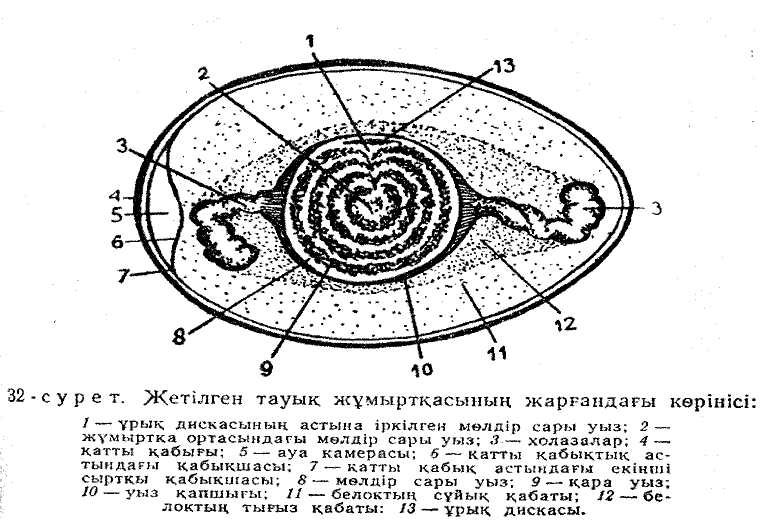 1
2
13
3
4
5
6
7
3
8
9
10
11
12
32-сурет. Жетілген тауық жұмыртқасының жарғандағы көрінісі:
1 — ұрық дискасының астына іркілген мөлдір сары уыз; 2 —
жұмыртка ортасындағы мөлдір сары уыз; 3 — холазалар; 4 —
қатты қабығы; 5 — ауа камерасы; 6 — қатты қабықтық ас-
тындағы қабықшасы; 7 — қатты қабық астындағы екінші
сыртқы қабықшасы; 8 — мөлдір сары уыз; 9 — қара уыз;
10 — уыз қапшығы; 11 — белоктың сұйық қабаты; 12 — бе-
локтың тығыз қабаты: 13 — ұрық дискасы.